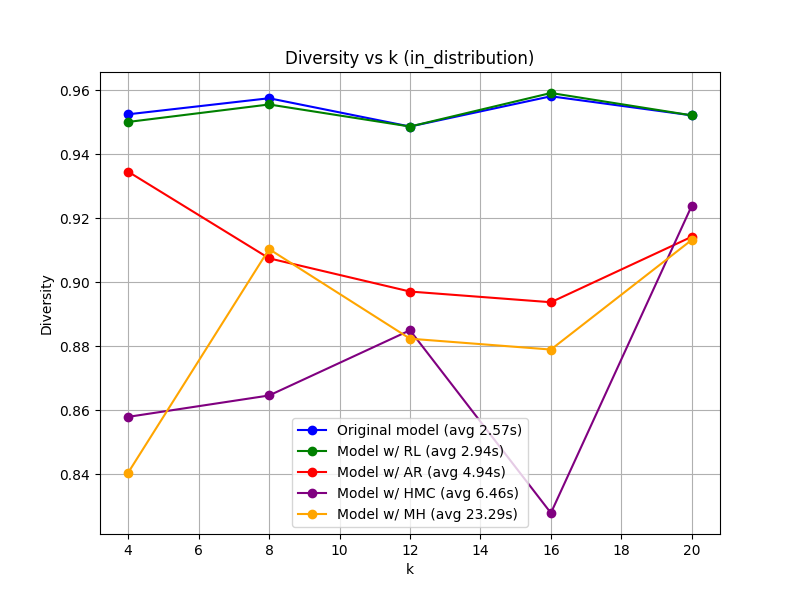 Diversity vs k (in_distribution)
Diversity
0.96
0.94
0.92
0.90
0.88
0.86
0.84
Original model (avg 2.57s)
Model w/ RL (avg 2.94s)
Model w/ AR (avg 4.94s)
Model w/ HMC (avg 6.46s)
Model w/ MH (avg 23.29s)
4 6 8 10 12 14 16 18 20
k